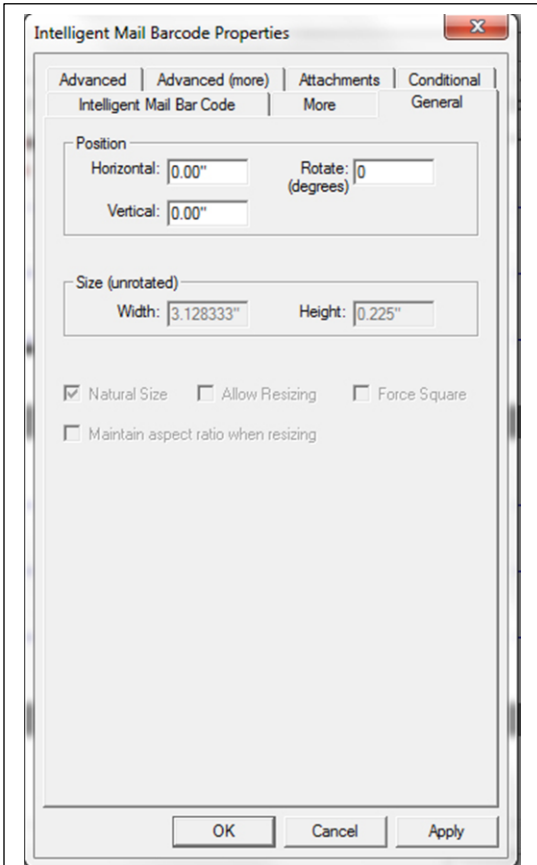 Intelligent Mail Barcode Properties
Advanced Advanced (more) Attachments Conditional
Intelligent Mail Bar Code More General
Position
Horizontal: 0.00" Rotate: 0
(degrees)
Vertical: 0.00"
Size (unrotated)
Width: 3.128333" Height: 0.225"
Natural Size Allow Resizing Force Square
Maintain aspect ratio when resizing
OK Cancel Apply